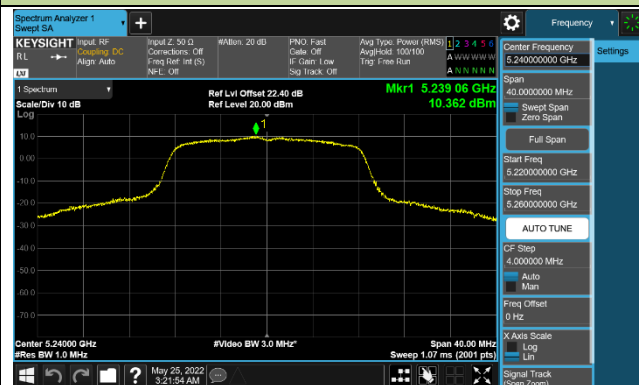 Spectrum Analyzer 1
Swept SA
Frequency
KEYSIGHT
RL
LXI
Input: RF
Coupling: DC
Align: Auto
Input Z: 50 Ω
Corrections: Off
Freq Ref: Int (S)
NFE: Off
#Atten: 20 dB
PNO: Fast
Gate: Off
IF Gain: Low
Sig Track: Off
Avg Type: Power (RMS)
Avg|Hold: 100/100
Trig: Free Run
1 2 3 4 5 6
A W W W W W
A N N N N N
1 Spectrum
Scale/Div 10 dB
Log
Ref Lvl Offset 22.40 dB
Ref Level 20.00 dBm
Mkr1 5.239 06 GHz
10.362 dBm
1
10.0
0.00
-10.0
-20.0
-30.0
-40.0
-50.0
-60.0
-70.0
Center 5.24000 GHz
#Res BW 1.0 MHz
#Video BW 3.0 MHz*
Span 40.00 MHz
Sweep 1.07 ms (2001 pts)
Center Frequency
5.240000000 GHz
Span
40.0000000 MHz
Swept Span
Zero Span
Full Span
Start Freq
5.220000000 GHz
Stop Freq
5.260000000 GHz
AUTO TUNE
CF Step
4.000000 MHz
Auto
Man
Freq Offset
0 Hz
X Axis Scale
Log
Lin
Signal Track
(Span Zoom)
Settings
?
May 25, 2022
3:21:54 AM